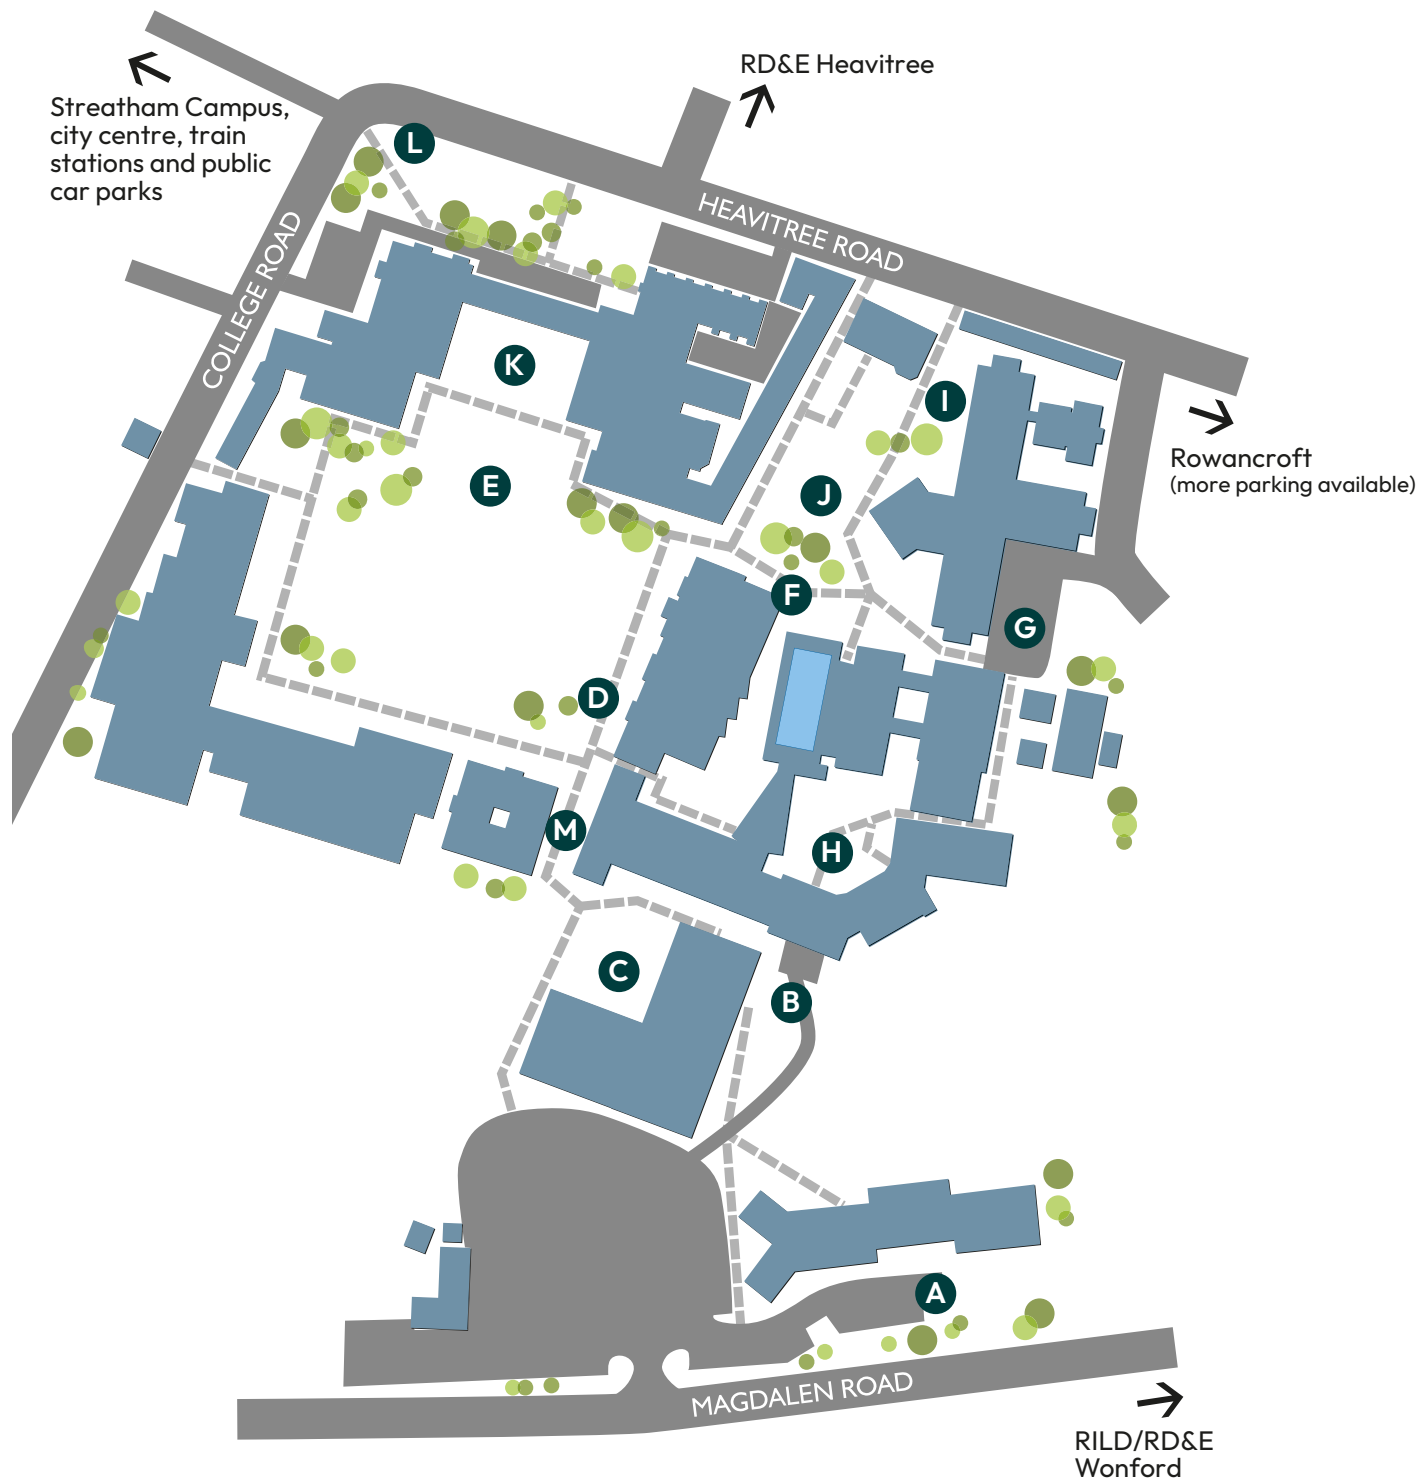 RD&E Heavitree
Streatham Campus,
city centre, train
stations and public
car parks
L
HEAVITREE ROAD
COLLEGE ROAD
K
I
Rowancroft
(more parking available)
E
J
F
G
D
M
H
C
B
A
MAGDALEN ROAD
RILD/RD&E
Wonford